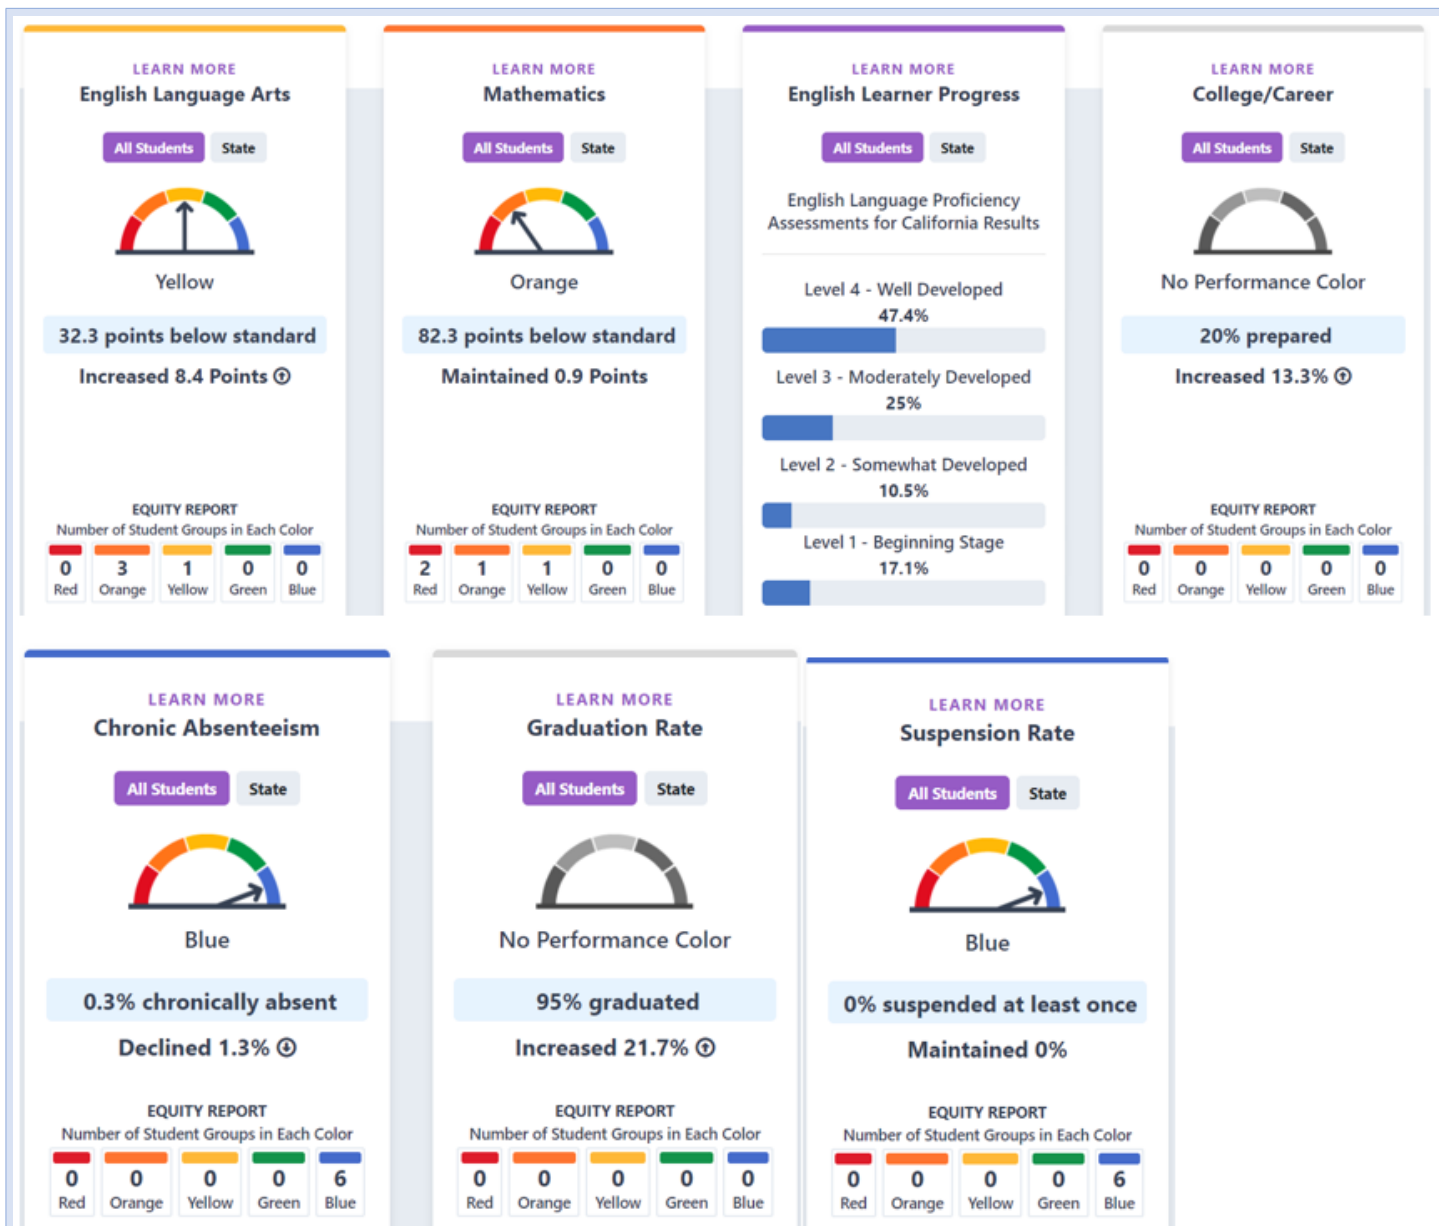 LEARN MORE
English Language Arts
All Students State
Yellow
32.3 points below standard
Increased 8.4 Points
EQUITY REPORT
Number of Student Groups in Each Color
0 3 1 0 0
Red Orange Yellow Green Blue
LEARN MORE
Mathematics
All Students State
Orange
82.3 points below standard
Maintained 0.9 Points
EQUITY REPORT
Number of Student Groups in Each Color
2 1 1 0 0
Red Orange Yellow Green Blue
LEARN MORE
English Learner Progress
All Students State
English Language Proficiency
Assessments for California Results
Level 4 - Well Developed
47.4%
Level 3 - Moderately Developed
25%
Level 2 - Somewhat Developed
10.5%
Level 1 - Beginning Stage
17.1%
LEARN MORE
College/Career
All Students State
No Performance Color
20% prepared
Increased 13.3%
EQUITY REPORT
Number of Student Groups in Each Color
0 0 0 0 0
Red Orange Yellow Green Blue
LEARN MORE
Chronic Absenteeism
All Students State
Blue
0.3% chronically absent
Declined 1.3%
EQUITY REPORT
Number of Student Groups in Each Color
0 0 0 0 6
Red Orange Yellow Green Blue
LEARN MORE
Graduation Rate
All Students State
No Performance Color
95% graduated
Increased 21.7%
EQUITY REPORT
Number of Student Groups in Each Color
0 0 0 0 0
Red Orange Yellow Green Blue
LEARN MORE
Suspension Rate
All Students State
Blue
0% suspended at least once
Maintained 0%
EQUITY REPORT
Number of Student Groups in Each Color
0 0 0 0 6
Red Orange Yellow Green Blue